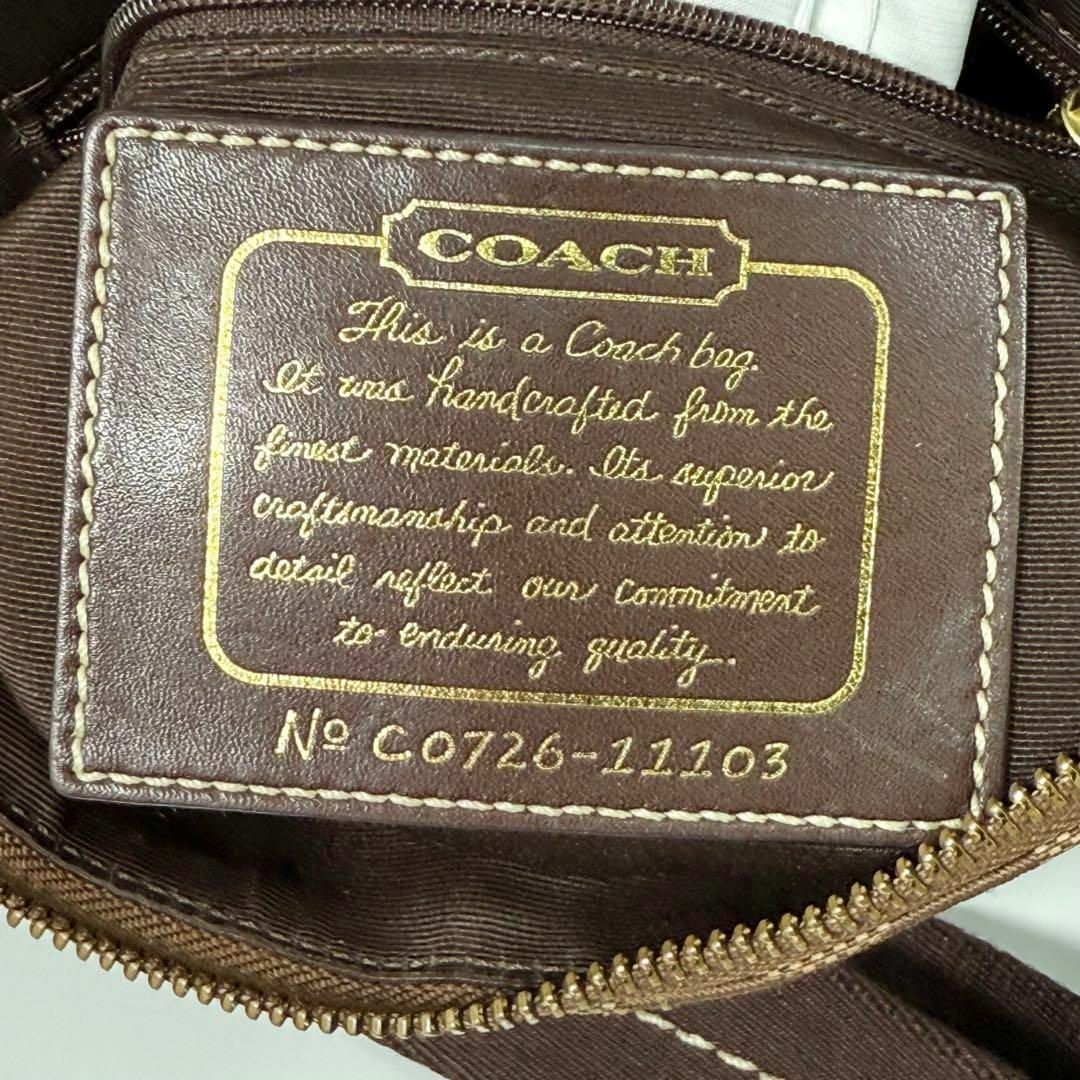 COACH
This is a Coach bag.
It was handcrafted from the
finest materials. Its superior
craftsmanship and attention to
detail reflect our commitment
to enduring quality.
Nº C0726-11103